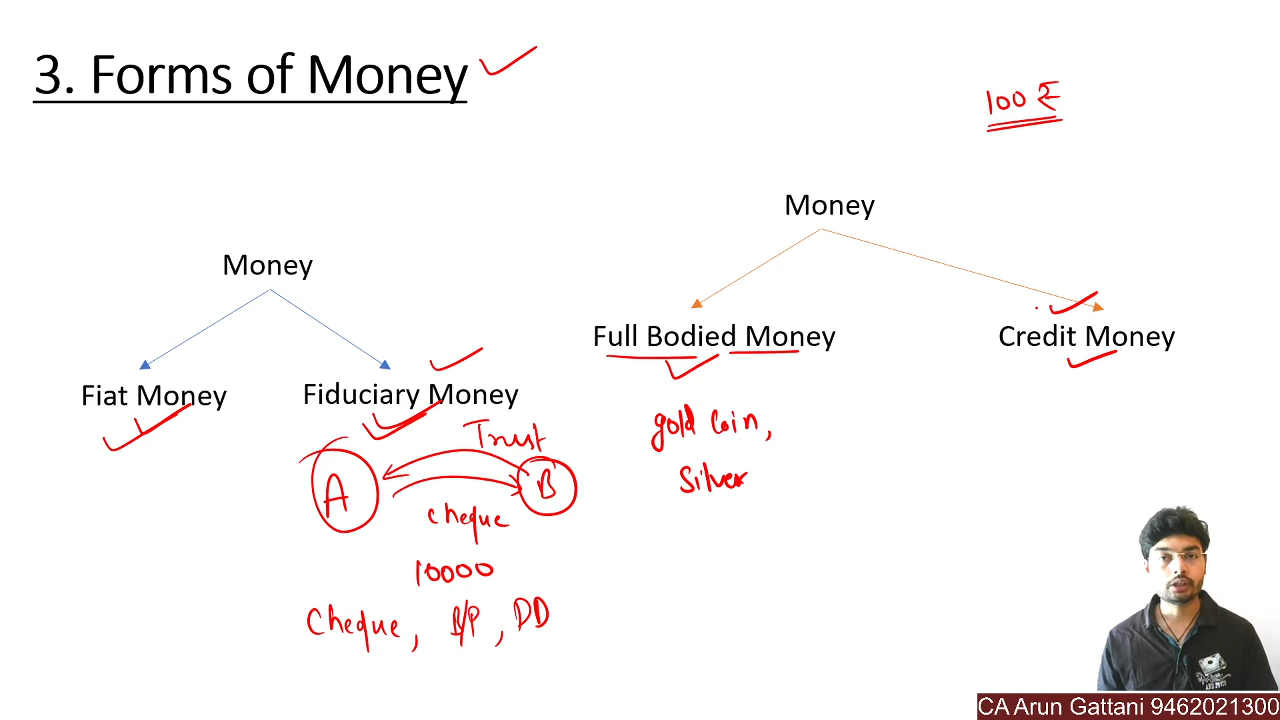 3. Forms of Money
100 ₹
Money
Money
Full Bodied Money
Credit Money
Fiat Money
Fiduciary Money
gold Coin,
Trust
A
B
Silver
cheque
10000
Cheque, B/P, DD
CA Arun Gattani 9462021300